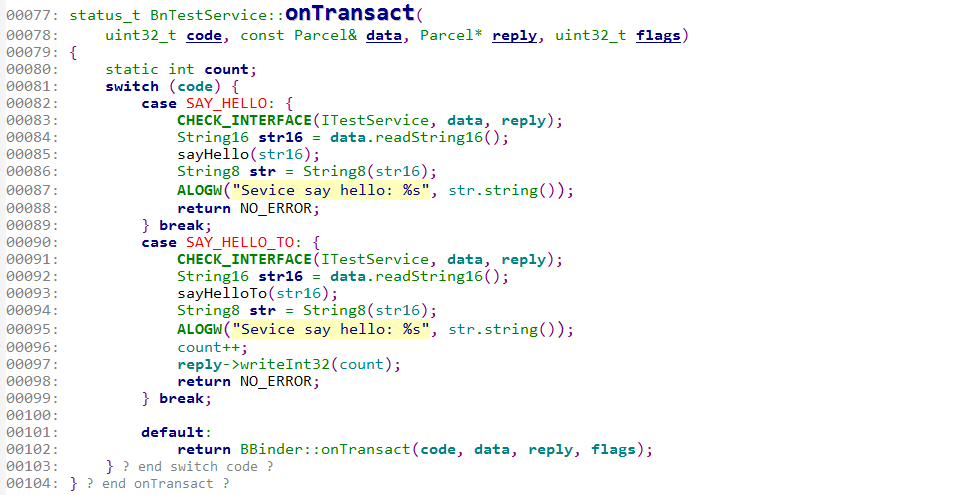 00077: status_t BnTestService::onTransact(
00078:     uint32_t code, const Parcel& data, Parcel* reply, uint32_t flags)
00079: {
00080:     static int count;
00081:     switch (code) {
00082:         case SAY_HELLO: {
00083:             CHECK_INTERFACE(ITestService, data, reply);
00084:             String16 str16 = data.readString16();
00085:             sayHello(str16);
00086:             String8 str = String8(str16);
00087:             ALOGW("Sevice say hello: %s", str.string());
00088:             return NO_ERROR;
00089:         } break;
00090:         case SAY_HELLO_TO: {
00091:             CHECK_INTERFACE(ITestService, data, reply);
00092:             String16 str16 = data.readString16();
00093:             sayHelloTo(str16);
00094:             String8 str = String8(str16);
00095:             ALOGW("Sevice say hello: %s", str.string());
00096:             count++;
00097:             reply->writeInt32(count);
00098:             return NO_ERROR;
00099:         } break;
00100:
00101:         default:
00102:             return BBinder::onTransact(code, data, reply, flags);
00103:     } ? end switch code ?
00104: } ? end onTransact ?